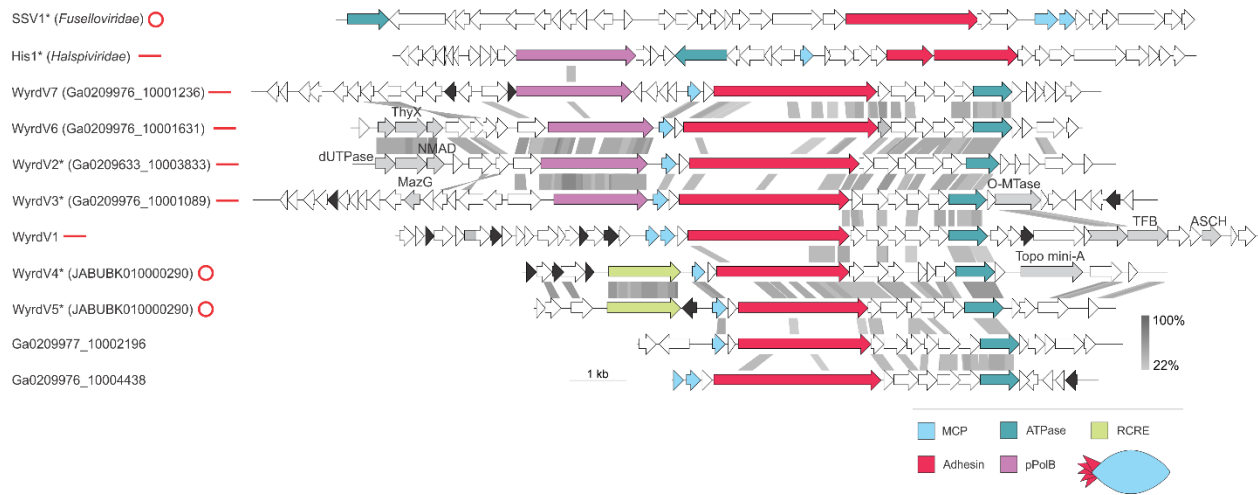 SSV1* (Fuselloviridae)
His1* (Halspiviridae)
WyrdV7 (Ga0209976_10001236)
ThyX
WyrdV6 (Ga0209976_10001631)
dUTPase
NMAD
WyrdV2* (Ga0209633_10003833)
MazG
O-MTase
WyrdV3* (Ga0209976_10001089)
TFB
ASCH
WyrdV1
Topo mini-A
WyrdV4* (JABUBK010000290)
WyrdV5* (JABUBK010000290)
100%
Ga0209977_10002196
22%
Ga0209976_10004438
1 kb
MCP
ATPase
RCRE
Adhesin
pPolB